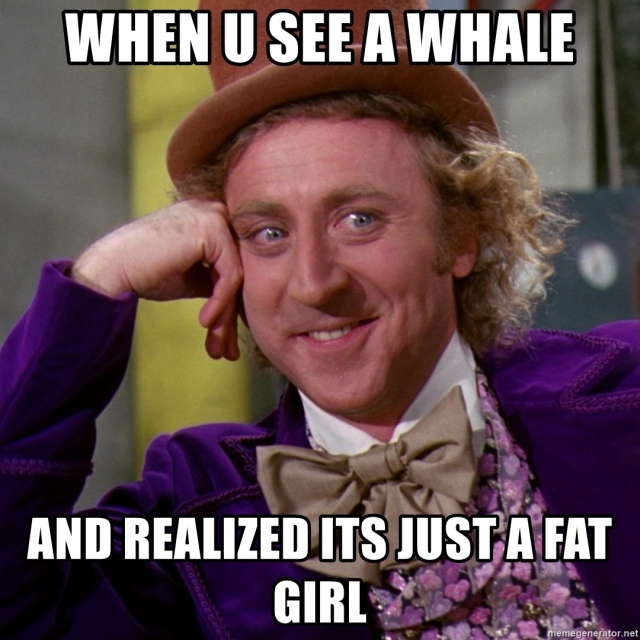 WHEN U SEE A WHALE
AND REALIZED ITS JUST A FAT
GIRL
memegenerator.net